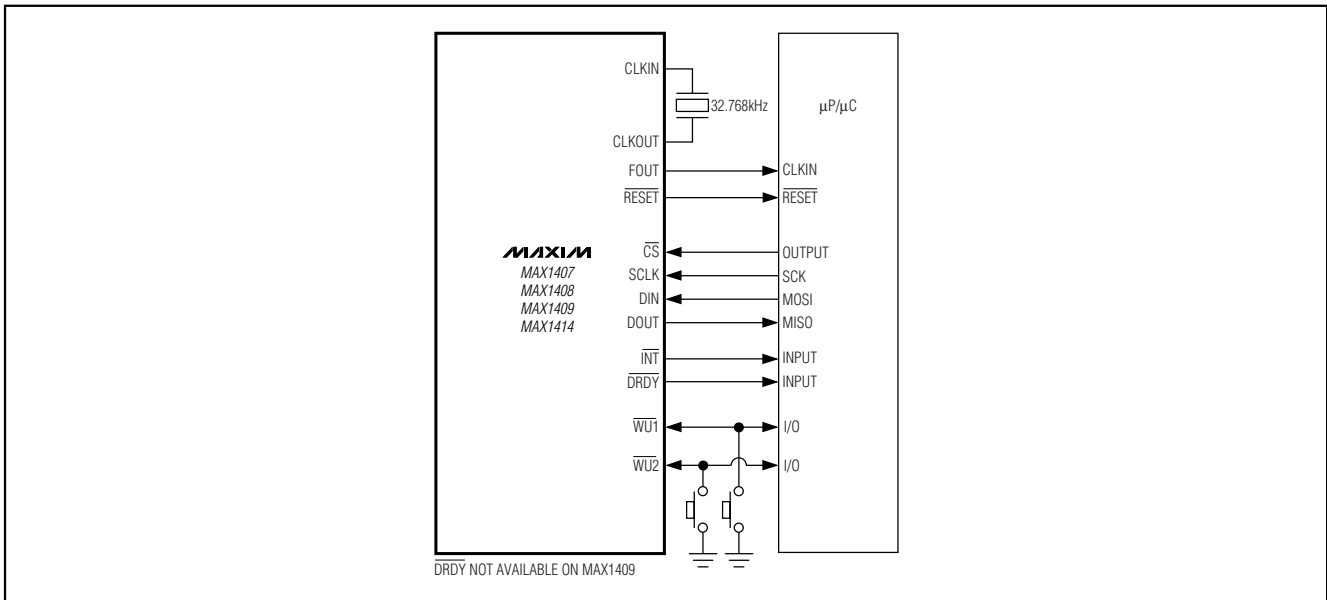 CLKIN
32.768kHz
μP/μC
CLKOUT
FOUT
CLKIN
RESET
RESET
MAXIM
MAX1407
MAX1408
MAX1409
MAX1414
CS
OUTPUT
SCLK
SCK
DIN
MOSI
DOUT
MISO
INT
INPUT
DRDY
INPUT
WU1
I/O
WU2
I/O
DRDY NOT AVAILABLE ON MAX1409